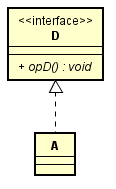 <<interface>>
D
+ opD() : void
A